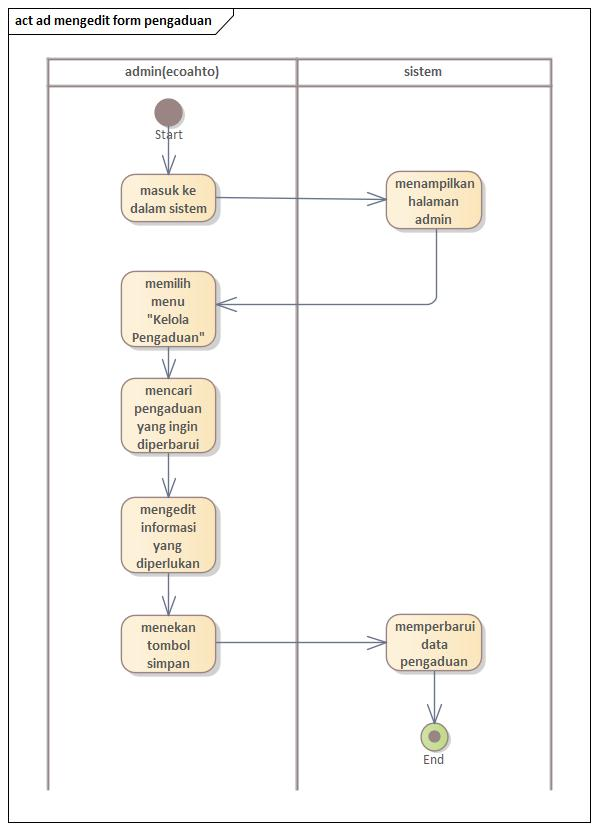 act ad mengedit form pengaduan
admin(ecoahto)
sistem
Start
masuk ke
dalam sistem
menampilkan
halaman
admin
memilih
menu
"Kelola
Pengaduan"
mencari
pengaduan
yang ingin
diperbarui
mengedit
informasi
yang
diperlukan
menekan
tombol
simpan
memperbarui
data
pengaduan
End